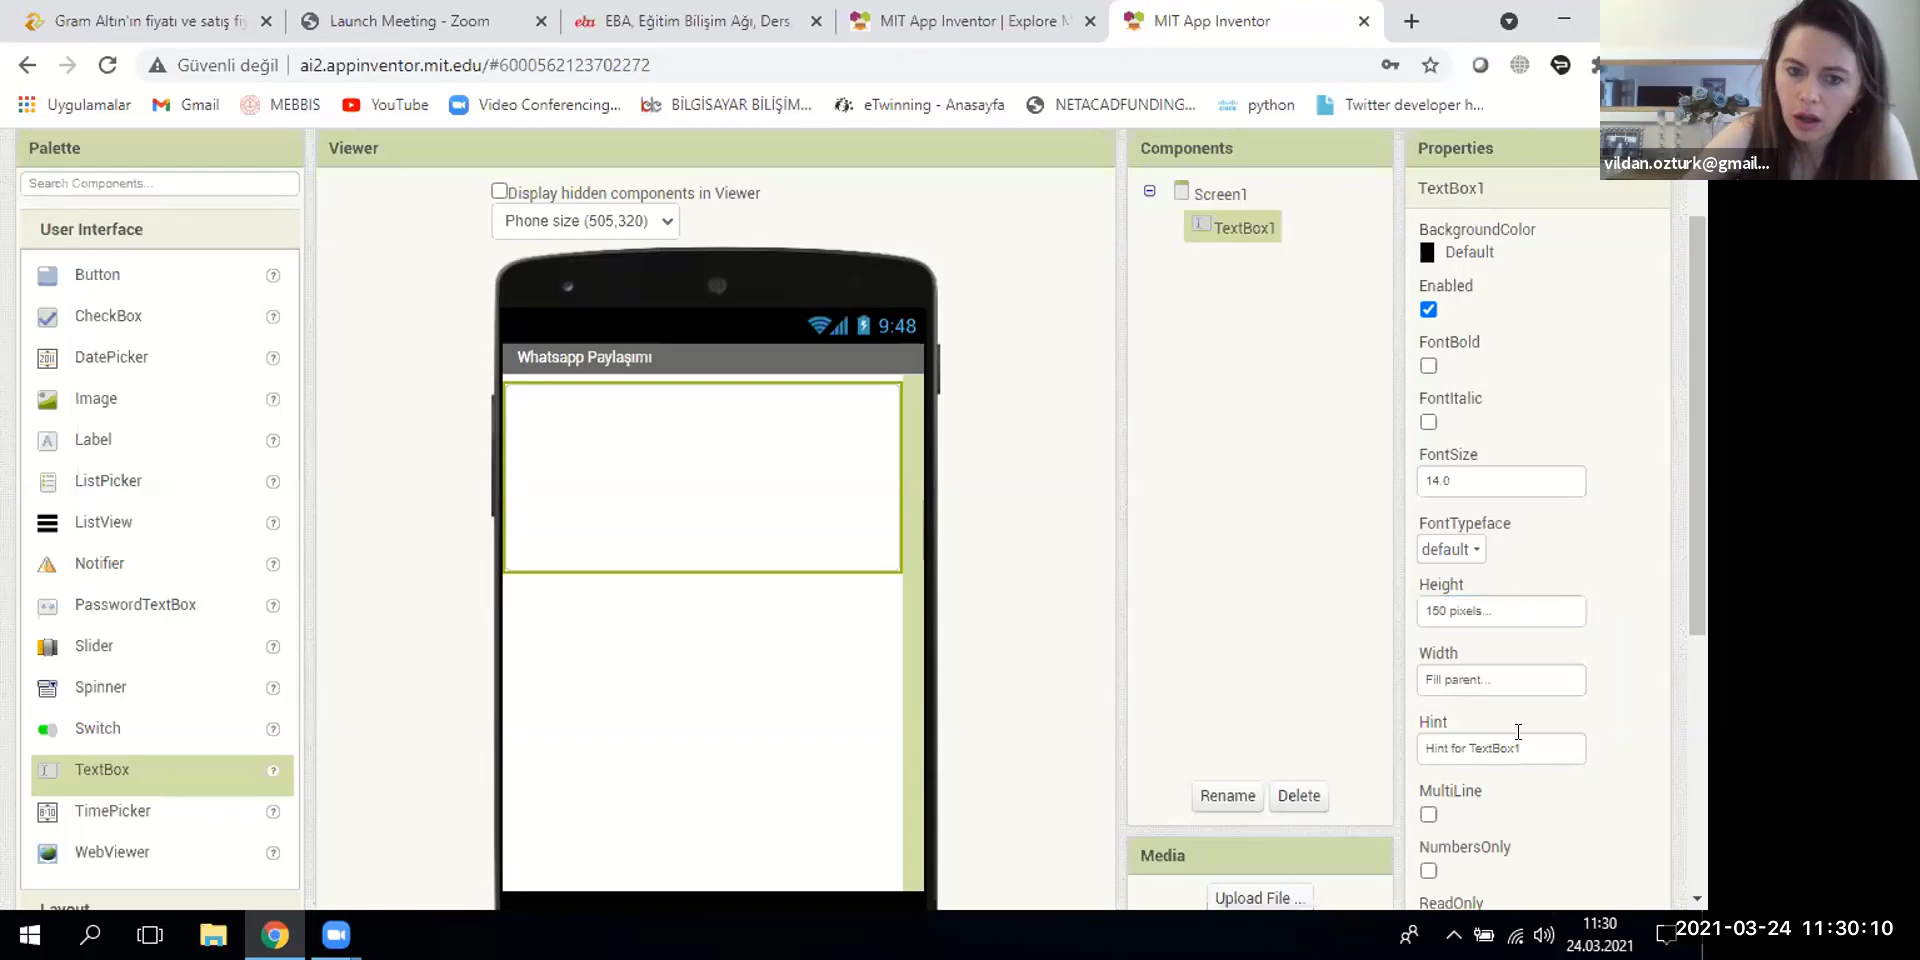 Gram Altın'ın fiyatı ve satış fiy
Launch Meeting - Zoom
eba EBA, Eğitim Bilişim Ağı, Ders,
MIT App Inventor | Explore M
MIT App Inventor
Güvenli değil
ai2.appinventor.mit.edu/#6000562123702272
Uygulamalar
Gmail
MEBBIS
YouTube
Video Conferencing...
BİLGİSAYAR BİLİŞİM...
eTwinning - Anasayfa
NETACADFUNDING...
python
Twitter developer h...
vildan.ozturk@gmail...
Palette
Search Components...
User Interface
Button
CheckBox
DatePicker
Image
Label
ListPicker
ListView
Notifier
PasswordTextBox
Slider
Spinner
Switch
TextBox
TimePicker
WebViewer
Layout
Viewer
Display hidden components in Viewer
Phone size (505,320)
9:48
Whatsapp Paylaşımı
Components
Screen1
TextBox1
Rename
Delete
Media
Upload File ...
Properties
TextBox1
BackgroundColor
Default
Enabled
FontBold
FontItalic
FontSize
14.0
FontTypeface
default
Height
150 pixels...
Width
Fill parent...
Hint
Hint for TextBox1
MultiLine
NumbersOnly
ReadOnly
11:30
24.03.2021
2021-03-24 11:30:10